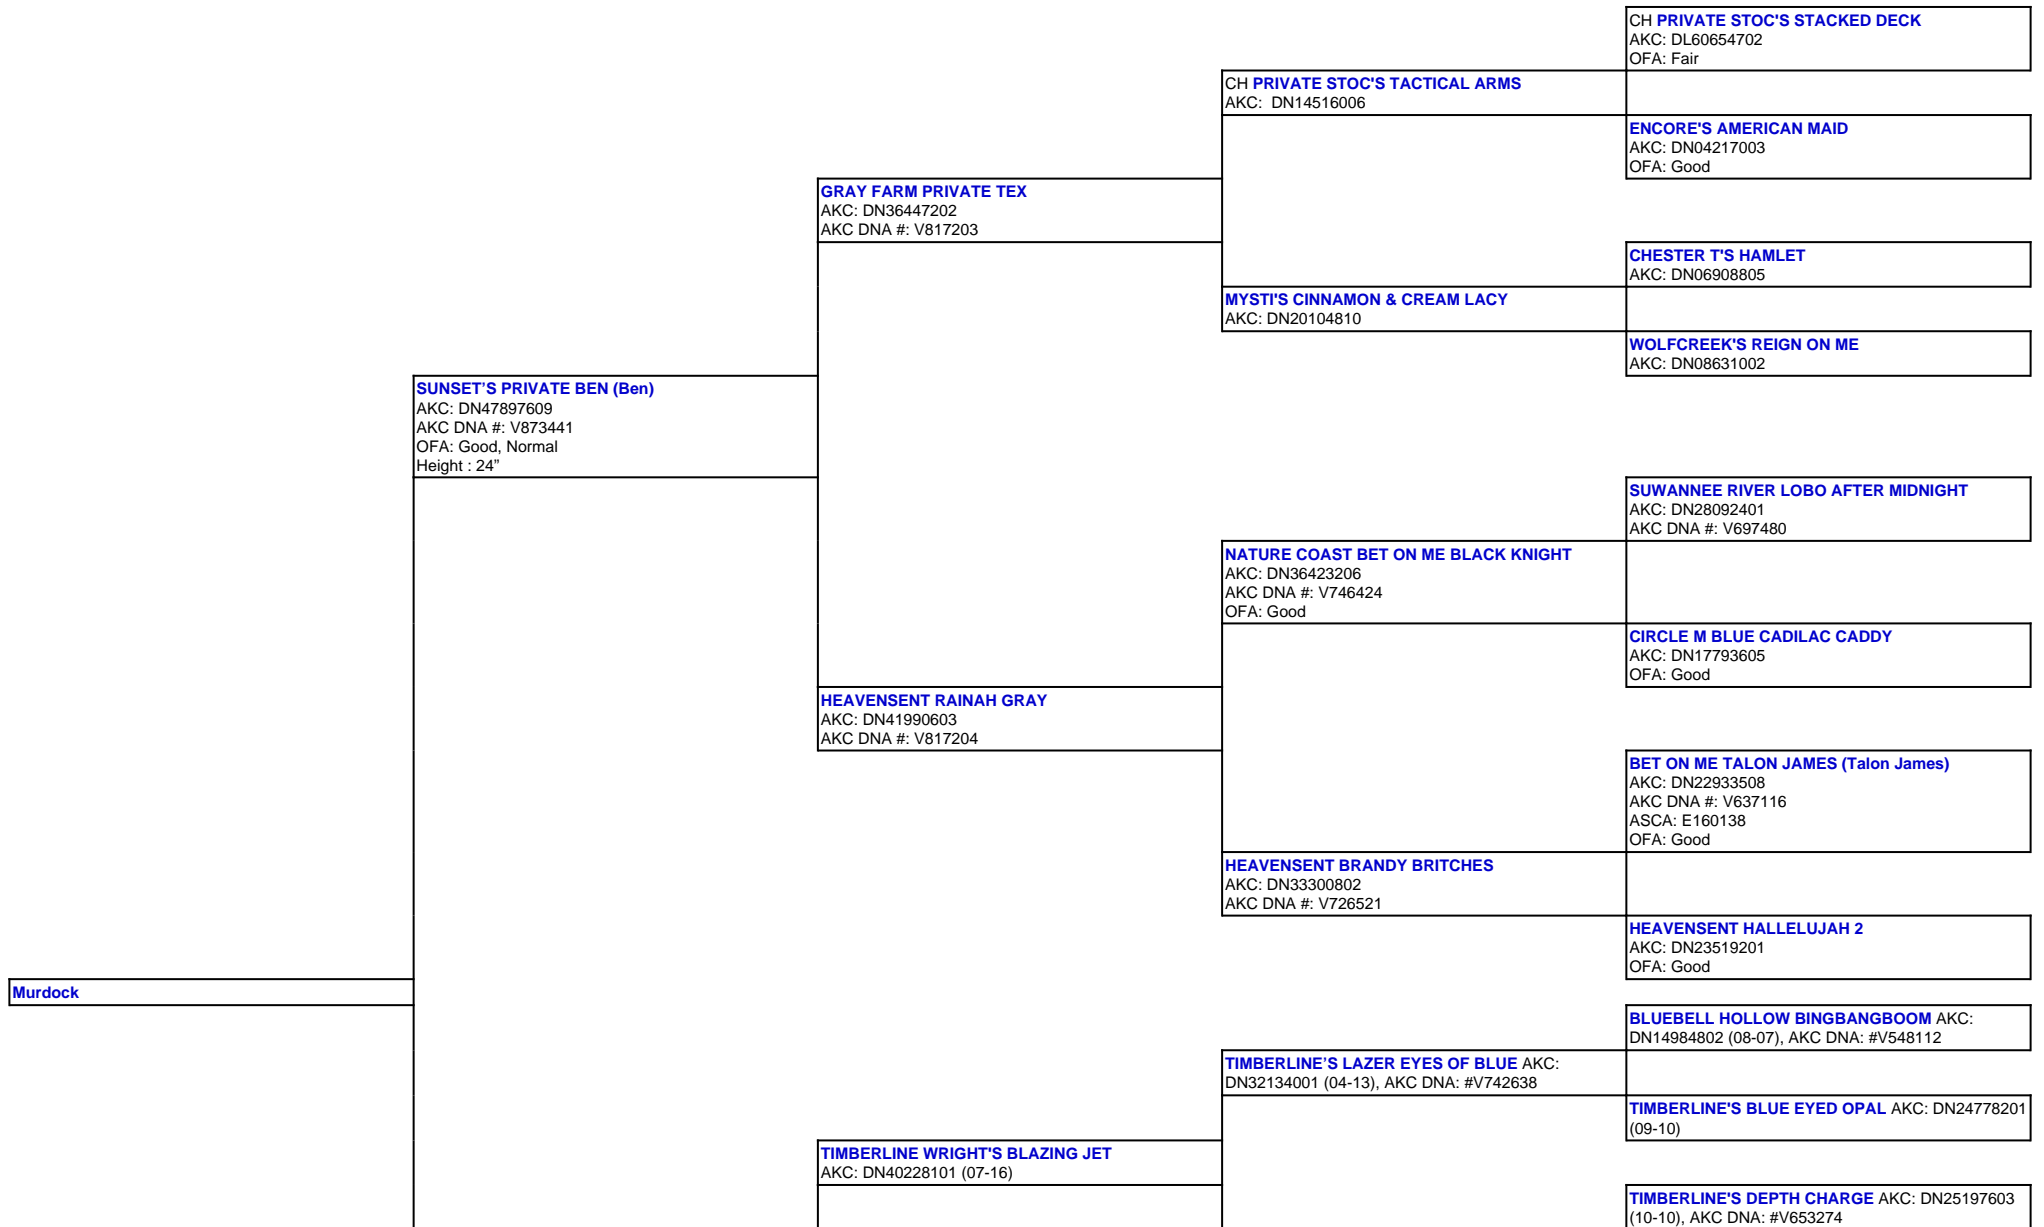 CH PRIVATE STOC'S STACKED DECK
AKC: DL60654702
OFA: Fair
CH PRIVATE STOC'S TACTICAL ARMS
AKC:  DN14516006
ENCORE'S AMERICAN MAID
AKC: DN04217003
OFA: Good
GRAY FARM PRIVATE TEX
AKC: DN36447202
AKC DNA #: V817203
CHESTER T'S HAMLET
AKC: DN06908805
MYSTI'S CINNAMON & CREAM LACY
AKC: DN20104810
WOLFCREEK'S REIGN ON ME
AKC: DN08631002
SUNSET’S PRIVATE BEN (Ben)
AKC: DN47897609
AKC DNA #: V873441
OFA: Good, Normal
Height : 24”
SUWANNEE RIVER LOBO AFTER MIDNIGHT
AKC: DN28092401
AKC DNA #: V697480
NATURE COAST BET ON ME BLACK KNIGHT
AKC: DN36423206
AKC DNA #: V746424
OFA: Good
CIRCLE M BLUE CADILAC CADDY
AKC: DN17793605
OFA: Good
HEAVENSENT RAINAH GRAY
AKC: DN41990603
AKC DNA #: V817204
BET ON ME TALON JAMES (Talon James)
AKC: DN22933508
AKC DNA #: V637116
ASCA: E160138
OFA: Good
HEAVENSENT BRANDY BRITCHES
AKC: DN33300802
AKC DNA #: V726521
HEAVENSENT HALLELUJAH 2
AKC: DN23519201
OFA: Good
Murdock
BLUEBELL HOLLOW BINGBANGBOOM AKC:
DN14984802 (08-07), AKC DNA: #V548112
TIMBERLINE’S LAZER EYES OF BLUE AKC:
DN32134001 (04-13), AKC DNA: #V742638
TIMBERLINE'S BLUE EYED OPAL AKC: DN24778201
(09-10)
TIMBERLINE WRIGHT'S BLAZING JET
AKC: DN40228101 (07-16)
TIMBERLINE'S DEPTH CHARGE AKC: DN25197603
(10-10), AKC DNA: #V653274